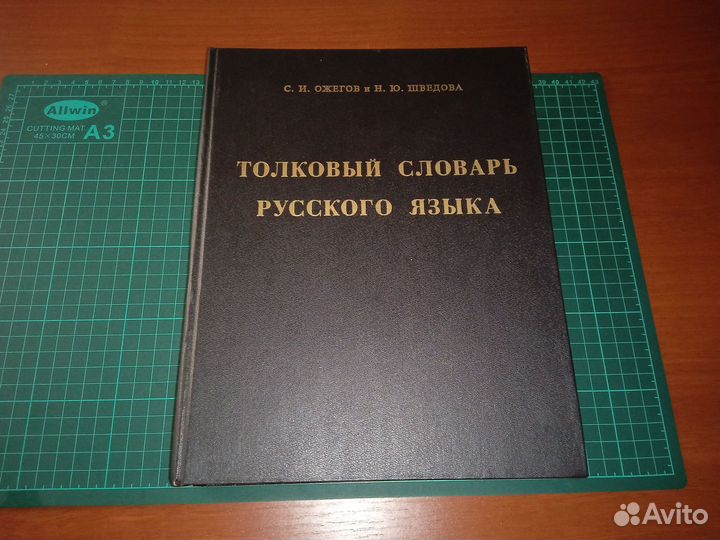 С. И. ОЖЕГОВ и Н. Ю. ШВЕДОВА
ТОЛКОВЫЙ СЛОВАРЬ
РУССКОГО ЯЗЫКА
Allwin®
CUTTING MAT
45×30CM
A3
Avito